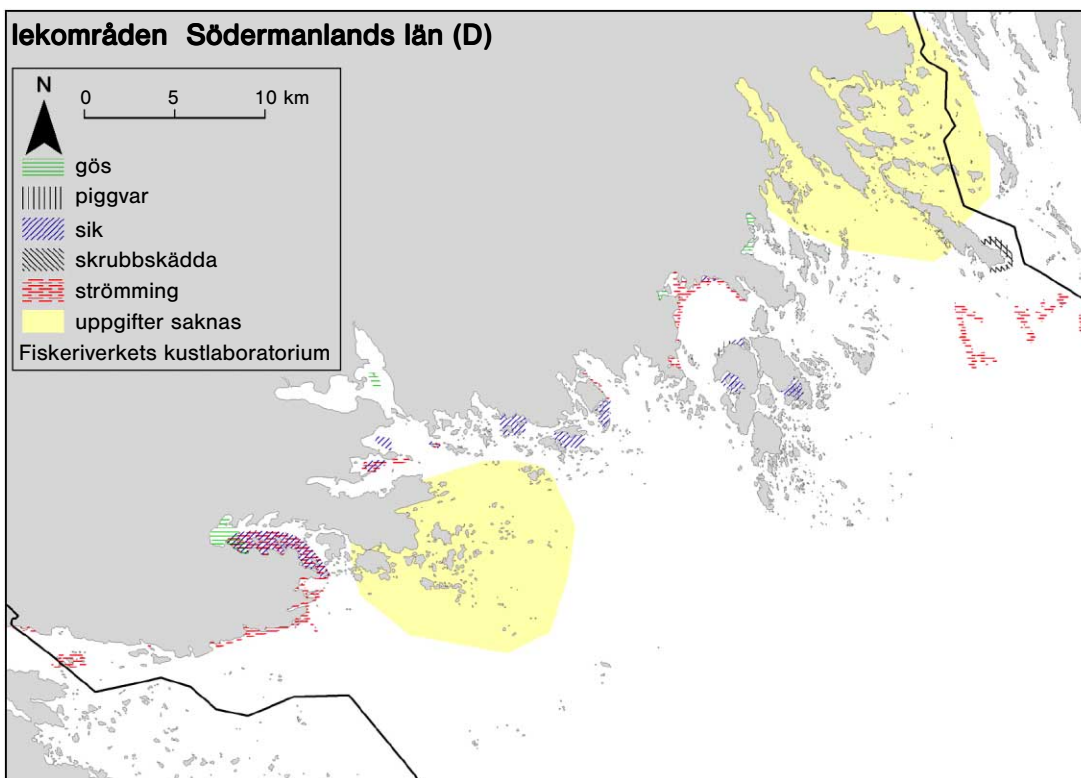 lekområden Södermanlands län (D)
N
0 5 10 km
gös
piggvar
sik
skrubbskädda
strömming
uppgifter saknas
Fiskeriverkets kustlaboratorium